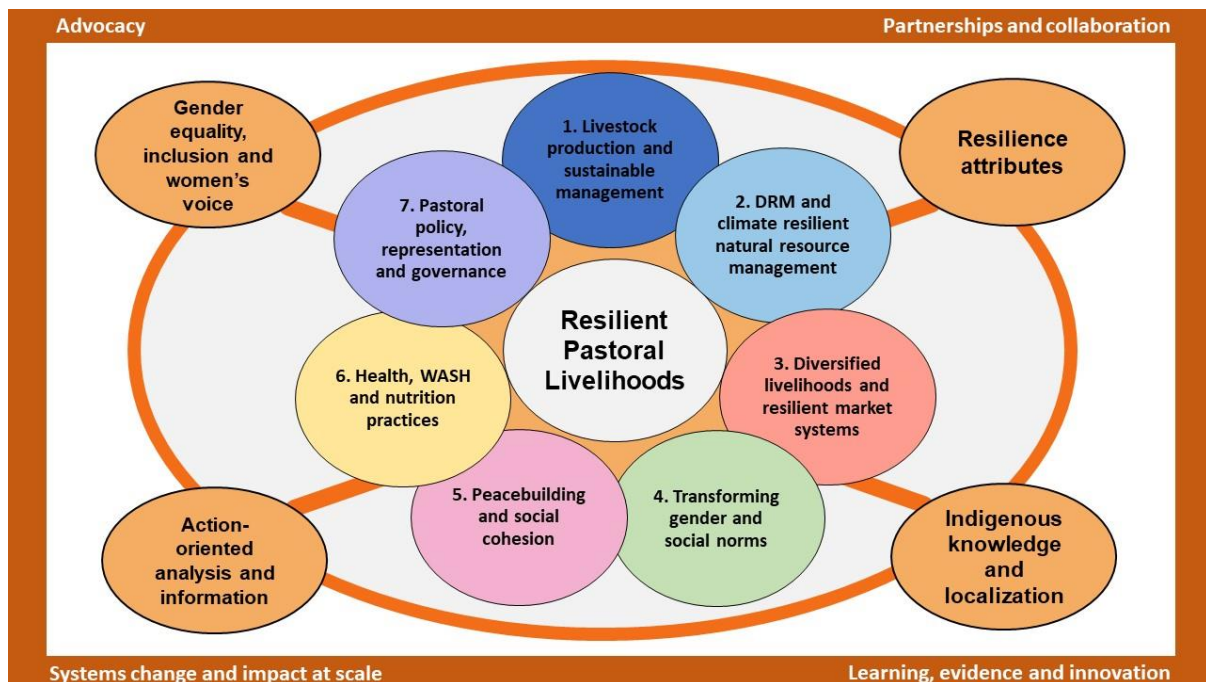 Advocacy
Partnerships and collaboration
Gender
equality,
inclusion and
women's
voice
Resilience
attributes
1. Livestock
production and
sustainable
management
7. Pastoral
policy,
representation
and governance
2. DRM and
climate resilient
natural resource
management
Resilient
Pastoral
Livelihoods
6. Health, WASH
and nutrition
practices
3. Diversified
livelihoods and
resilient market
systems
5. Peacebuilding
and social
cohesion
4. Transforming
gender and
social norms
Action-
oriented
analysis and
information
Indigenous
knowledge
and
localization
Systems change and impact at scale
Learning, evidence and innovation